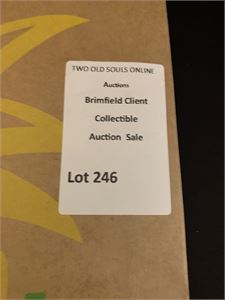 TWO OLD SOULS ONLINE
Auctions
Brimfield Client
Collectible
Auction Sale
Lot 246